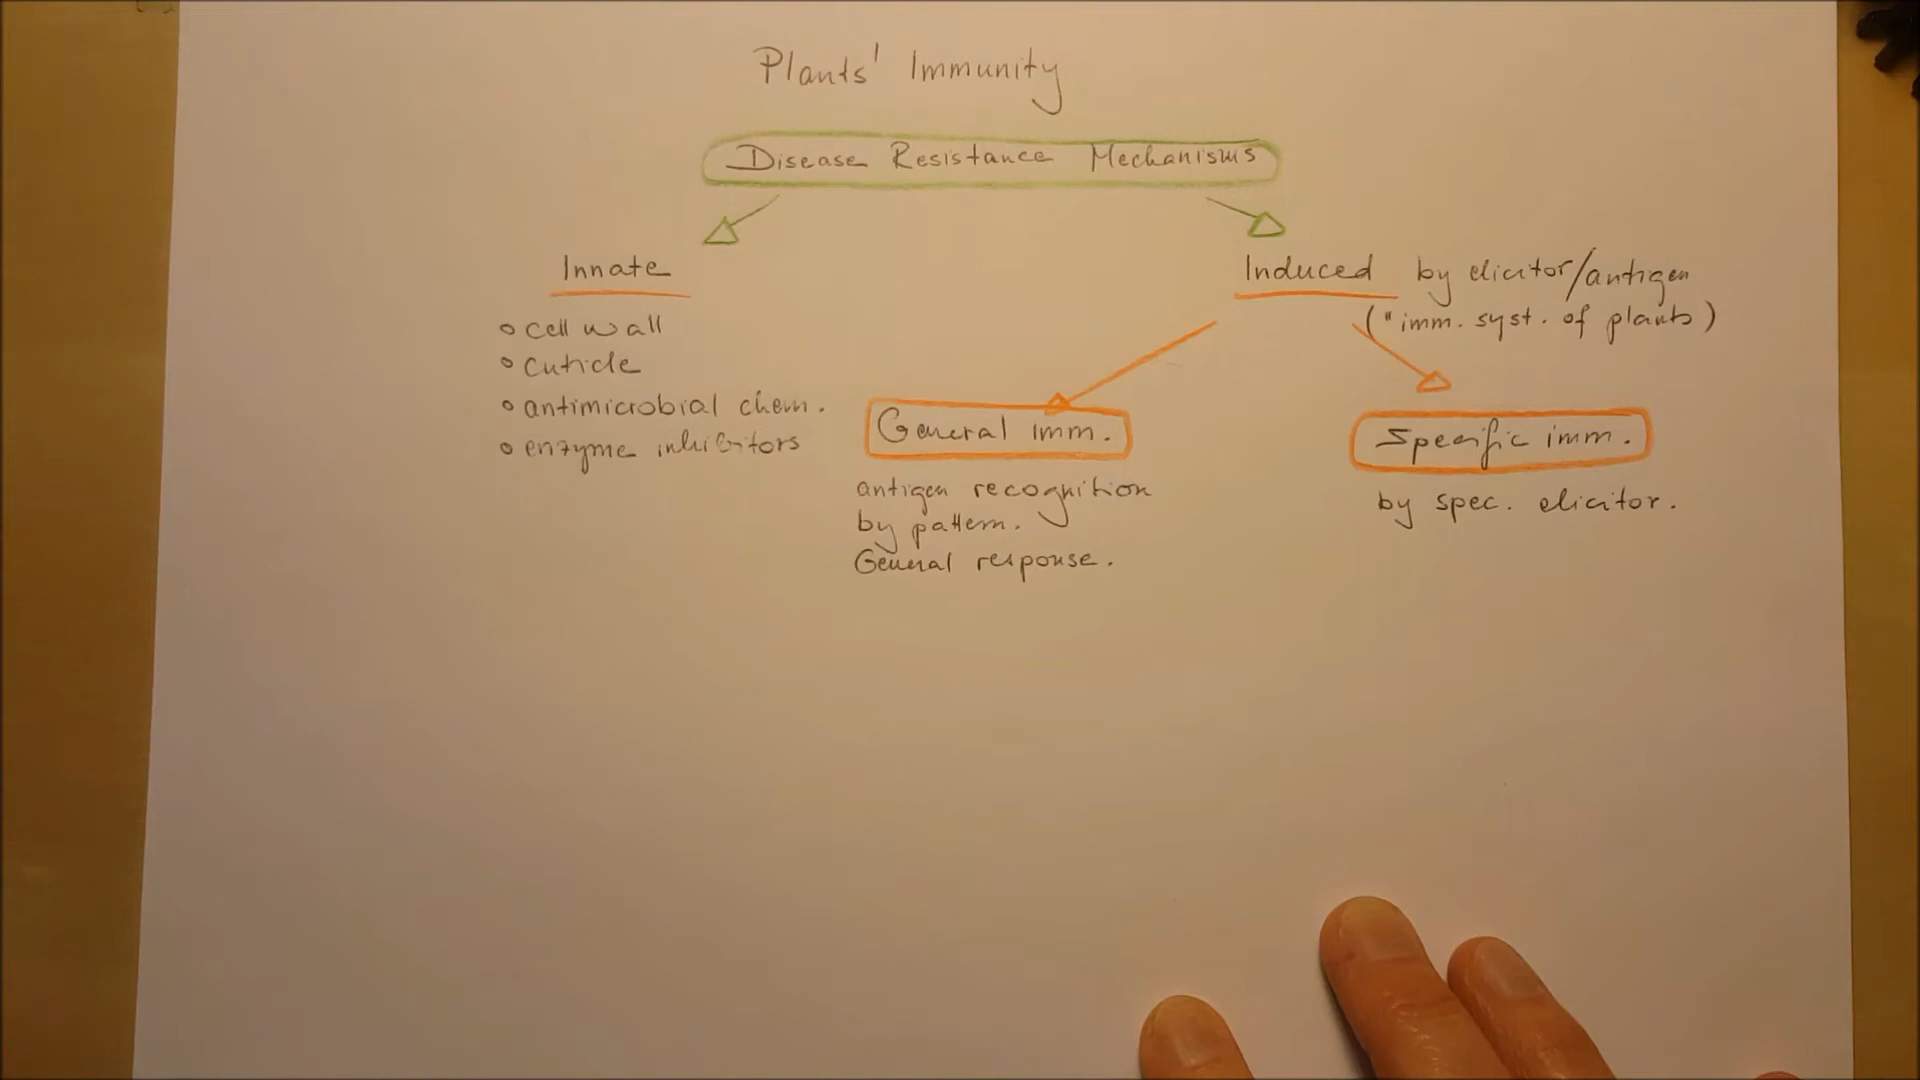 Plants' Immunity
Disease Resistance Mechanisms
Innate
cell wall
cuticle
antimicrobial chem.
enzyme inhibitors
Induced by elicitor/antigen
("imm. syst. of plants)
General imm.
antigen recognition
by pattern.
General response.
Specific imm.
by spec. elicitor.